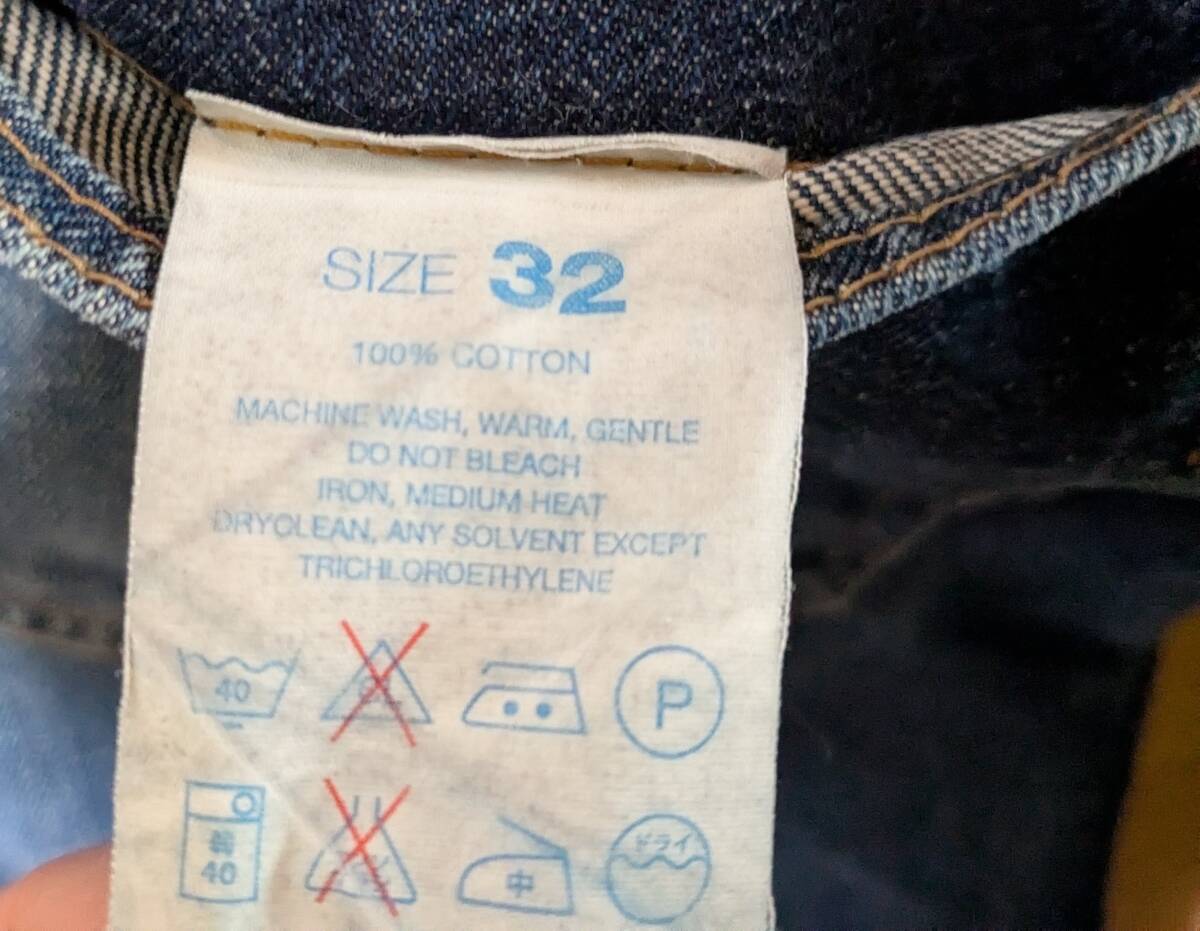 SIZE 32
100% COTTON
MACHINE WASH, WARM, GENTLE
DO NOT BLEACH
IRON, MEDIUM HEAT
DRYCLEAN, ANY SOLVENT EXCEPT
TRICHLOROETHYLENE
40 P
40 中 ドライ